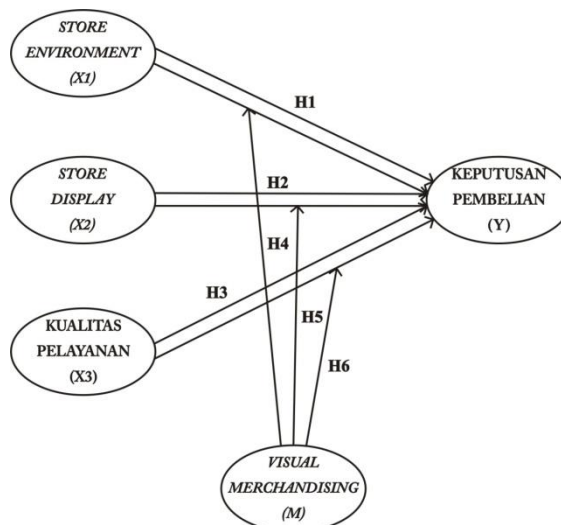 STORE
ENVIRONMENT
(X1)
H1
STORE
DISPLAY
(X2)
H2
KEPUTUSAN
PEMBELIAN
(Y)
H4
H3
KUALITAS
PELAYANAN
(X3)
H5
H6
VISUAL
MERCHANDISING
(M)